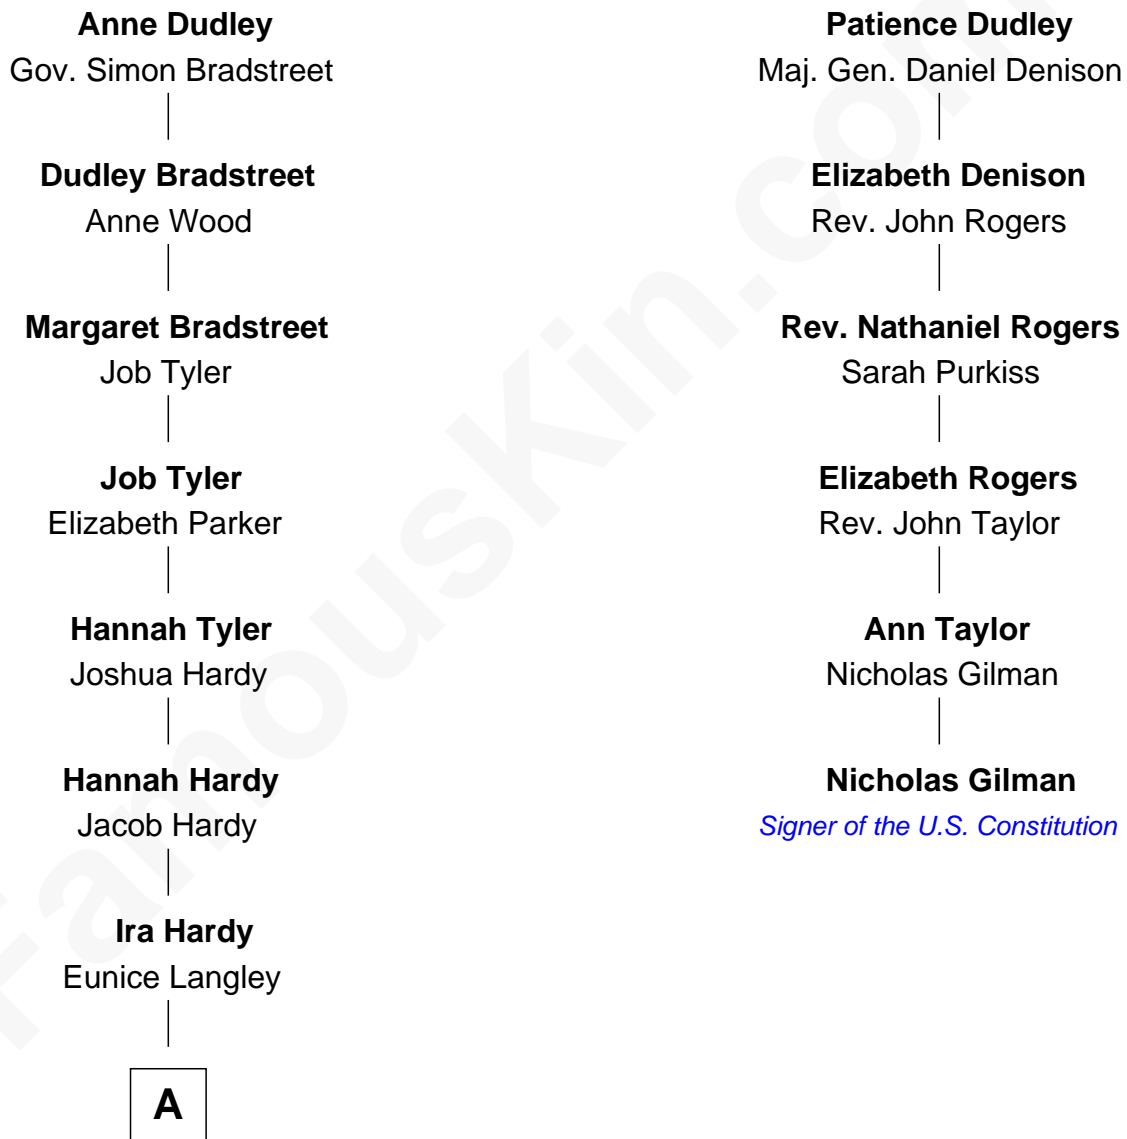 Anne Dudley
Gov. Simon Bradstreet
Dudley Bradstreet
Anne Wood
Margaret Bradstreet
Job Tyler
Job Tyler
Elizabeth Parker
Hannah Tyler
Joshua Hardy
Hannah Hardy
Jacob Hardy
Ira Hardy
Eunice Langley
A
Patience Dudley
Maj. Gen. Daniel Denison
Elizabeth Denison
Rev. John Rogers
Rev. Nathaniel Rogers
Sarah Purkiss
Elizabeth Rogers
Rev. John Taylor
Ann Taylor
Nicholas Gilman
Nicholas Gilman
Signer of the U.S. Constitution
FamousKin.com